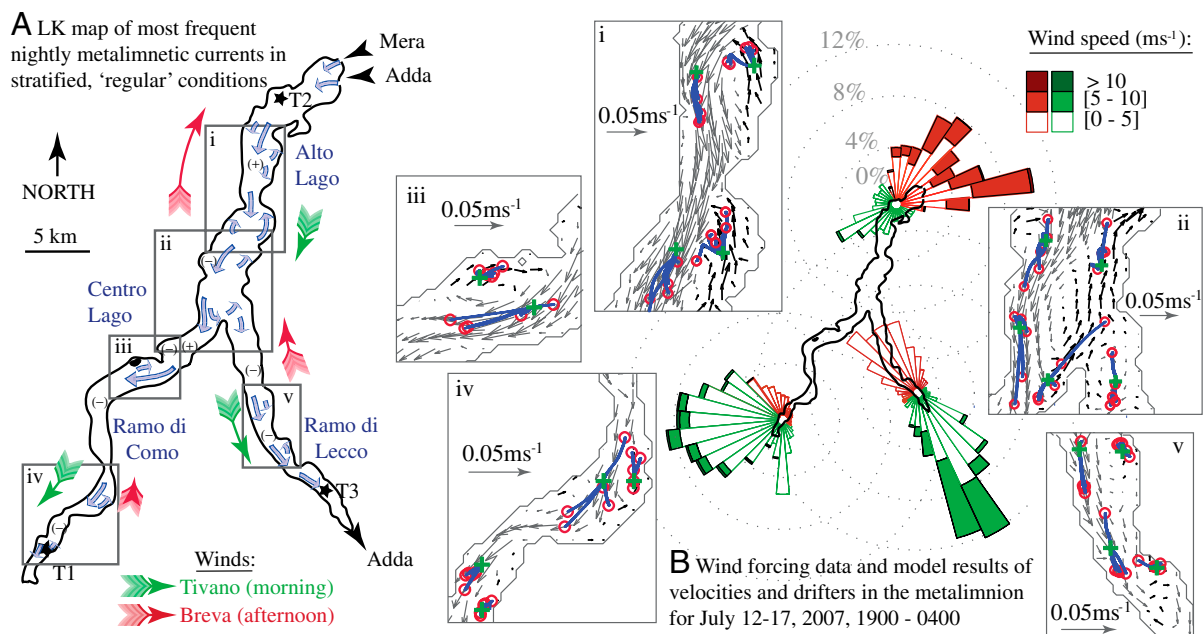 A LK map of most frequent
nightly metalimnetic currents in
stratified, ‘regular’ conditions
Mera
Adda
T2
NORTH
5 km
i
(+)
Alto
Lago
ii
(-)
Centro
Lago
iii
(-)
(+)
(-)
(-)
v
(-)
Ramo di
Como
Ramo di
Lecco
iv
(-)
T1
T3
Adda
Winds:
Tivano (morning)
Breva (afternoon)
i
0.05ms-1
iii
0.05ms-1
iv
0.05ms-1
12%
8%
4%
0%
Wind speed (ms-1):
> 10
[5 - 10]
[0 - 5]
ii
0.05ms-1
v
0.05ms-1
B Wind forcing data and model results of
velocities and drifters in the metalimnion
for July 12-17, 2007, 1900 - 0400